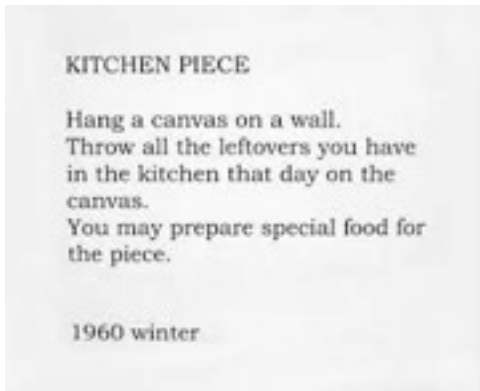 KITCHEN PIECE
Hang a canvas on a wall.
Throw all the leftovers you have
in the kitchen that day on the
canvas.
You may prepare special food for
the piece.
1960 winter